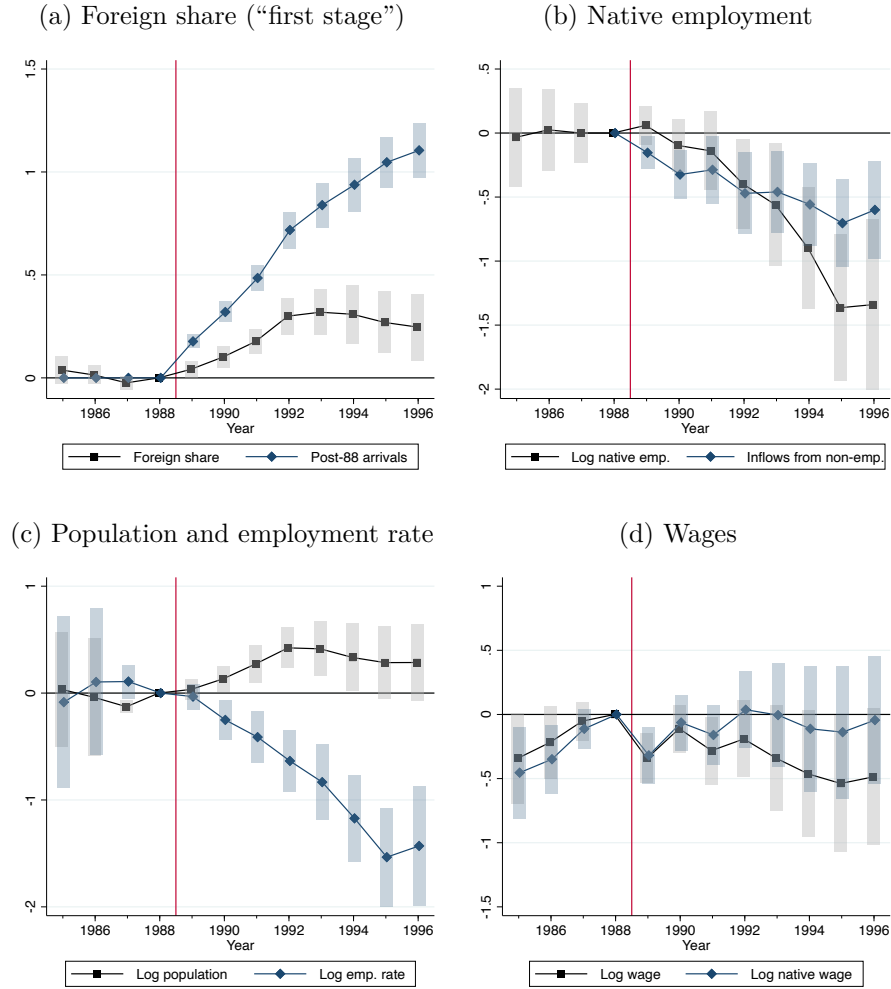 (a) Foreign share (“first stage”)
1.5
1
.5
0
1986 1988 1990 1992 1994 1996
Year
Foreign share Post-88 arrivals
(b) Native employment
.5
0
-.5
-1
-1.5
-2
1986 1988 1990 1992 1994 1996
Year
Log native emp. Inflows from non-emp.
(c) Population and employment rate
1
0
-1
-2
1986 1988 1990 1992 1994 1996
Year
Log population Log emp. rate
(d) Wages
1
.5
0
-.5
-1
-1.5
1986 1988 1990 1992 1994 1996
Year
Log wage Log native wage